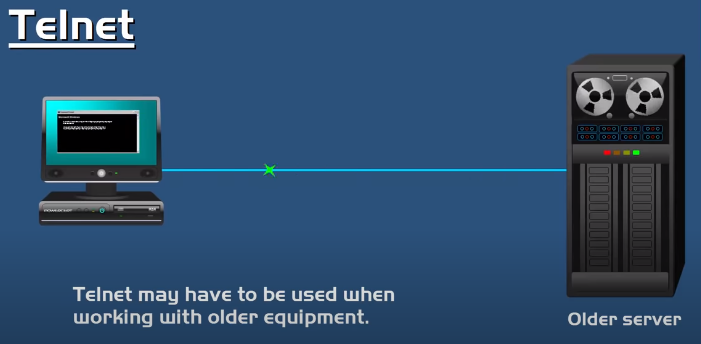 Telnet
Telnet may have to be used when
working with older equipment.
Older server